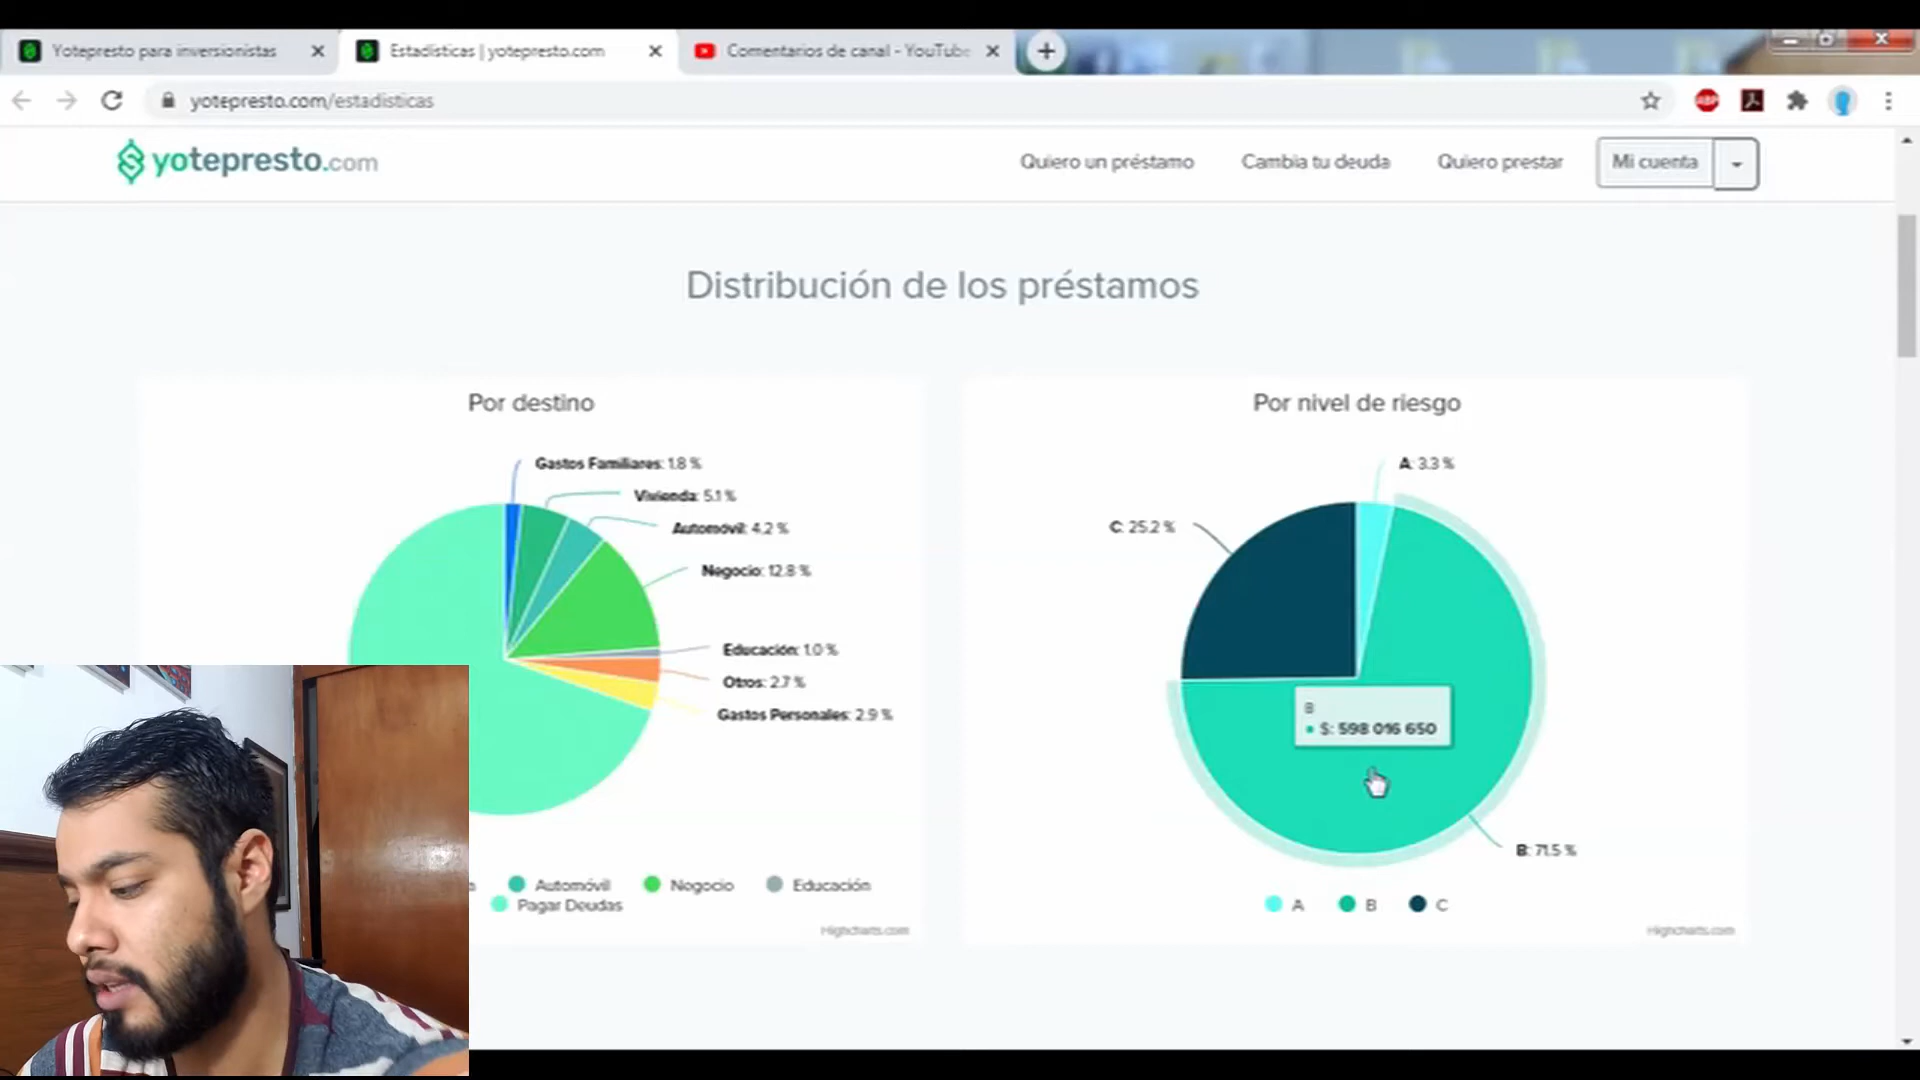 Yotepresto para inversionistas
Estadísticas | yotepresto.com
Comentarios de canal - YouTube
yotepresto.com/estadisticas
ABP
yotepresto.com
Quiero un préstamo
Cambia tu deuda
Quiero prestar
Mi cuenta
Distribución de los préstamos
Por destino
Gastos Familiares: 1.8 %
Vivienda: 5.1 %
Automóvil: 4.2 %
Negocio: 12.8 %
Educación: 1.0 %
Otros: 2.7 %
Gastos Personales: 2.9 %
Automóvil
Negocio
Educación
Pagar Deudas
Highcharts.com
Por nivel de riesgo
A: 3.3 %
C: 25.2 %
B
$: 598 016 650
B: 71.5 %
A
B
C
Highcharts.com